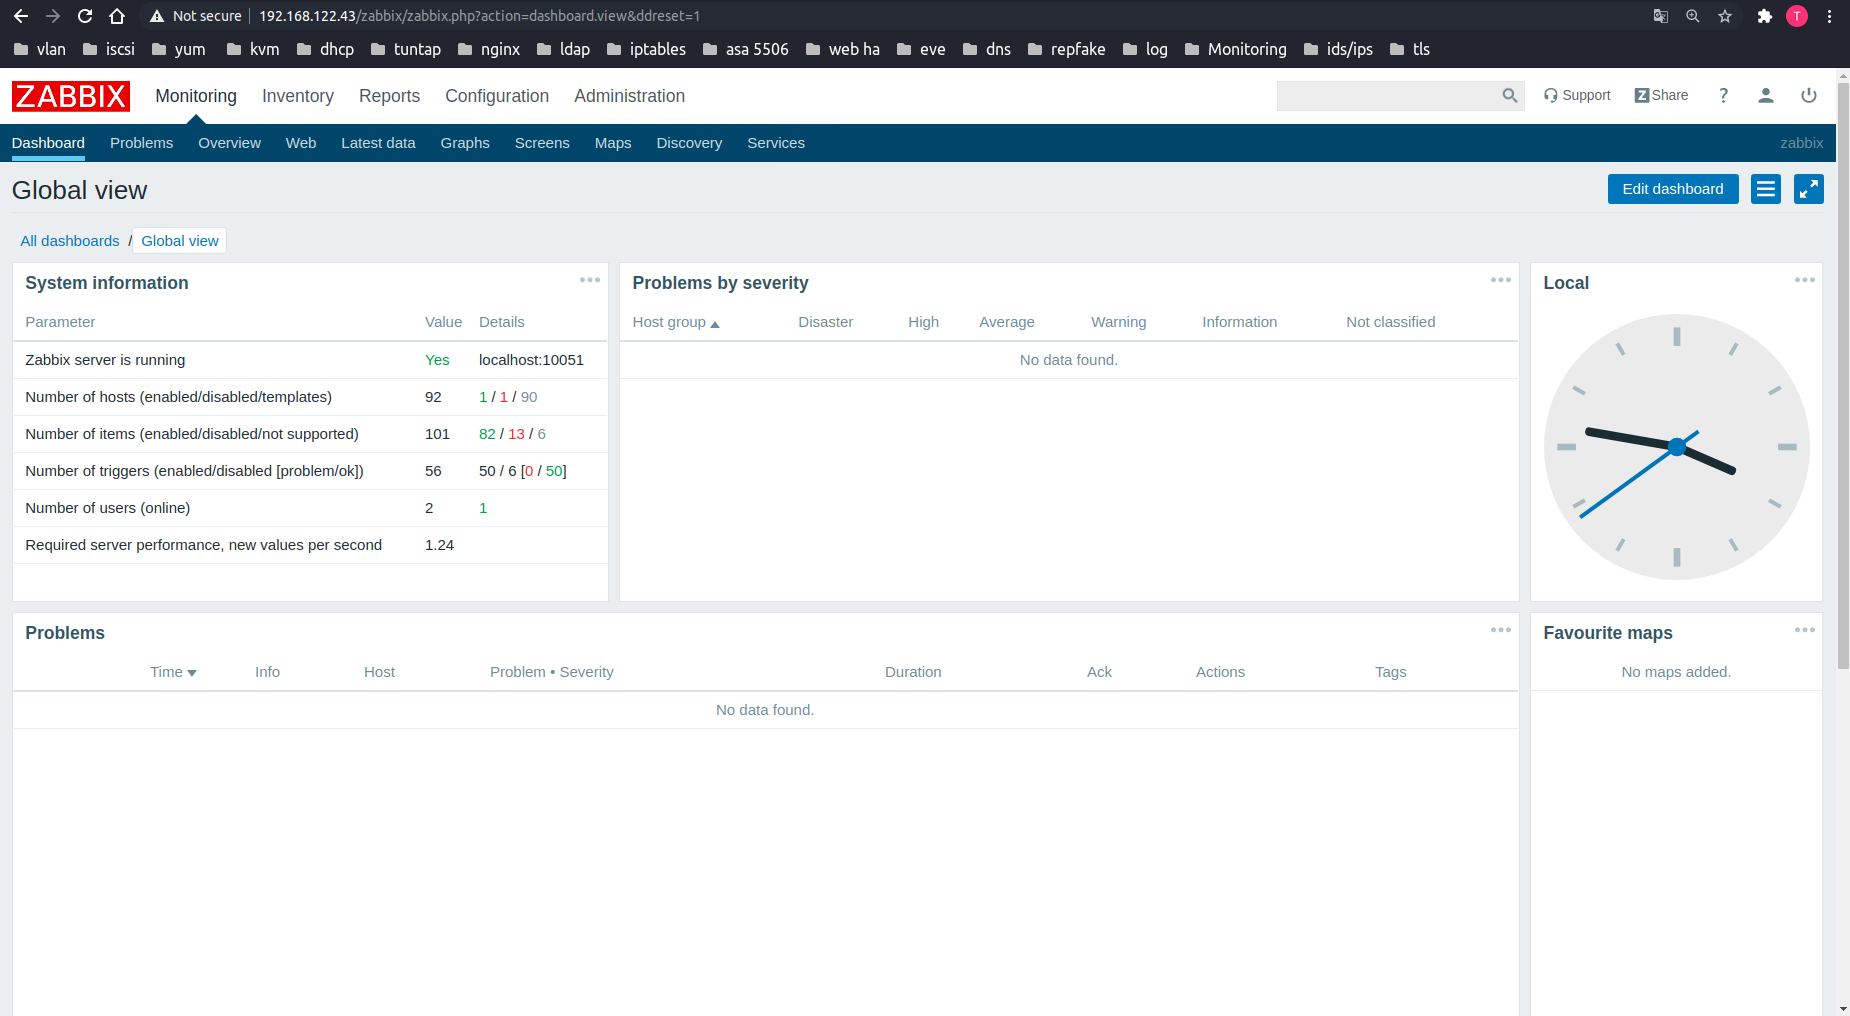 Not secure 192.168.122.43/zabbix/zabbix.php?action=dashboard.view&ddreset=1 T
vlan iscsi yum kvm dhcp tuntap nginx ldap iptables asa 5506 web ha eve dns repfake log Monitoring ids/ips tls
ZABBIX Monitoring Inventory Reports Configuration Administration Support Z Share ?
Dashboard Problems Overview Web Latest data Graphs Screens Maps Discovery Services zabbix
Global view Edit dashboard
All dashboards / Global view
System information
Parameter Value Details
Zabbix server is running Yes localhost:10051
Number of hosts (enabled/disabled/templates) 92 1 / 1 / 90
Number of items (enabled/disabled/not supported) 101 82 / 13 / 6
Number of triggers (enabled/disabled [problem/ok]) 56 50 / 6 [0 / 50]
Number of users (online) 2 1
Required server performance, new values per second 1.24
Problems by severity
Host group Disaster High Average Warning Information Not classified
No data found.
Local
Problems
Time Info Host Problem • Severity Duration Ack Actions Tags
No data found.
Favourite maps
No maps added.